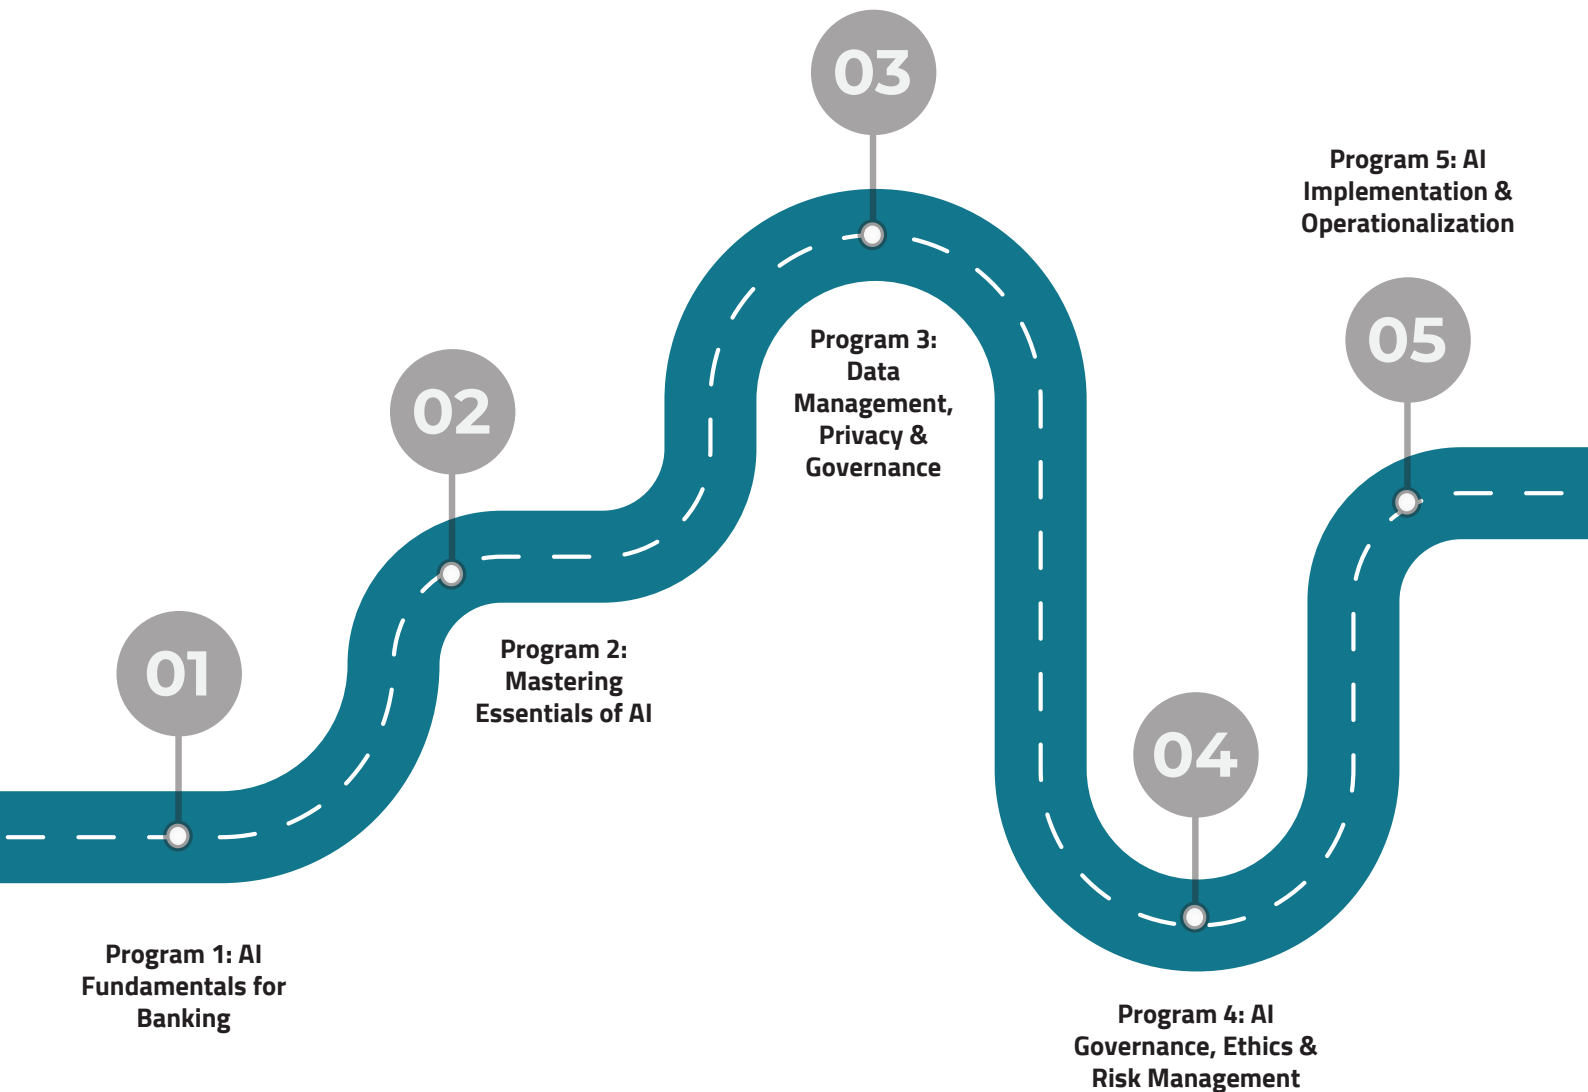 01
Program 1: AI
Fundamentals for
Banking
02
Program 2:
Mastering
Essentials of AI
03
Program 3:
Data
Management,
Privacy &
Governance
04
Program 4: AI
Governance, Ethics &
Risk Management
Program 5: AI
Implementation &
Operationalization
05